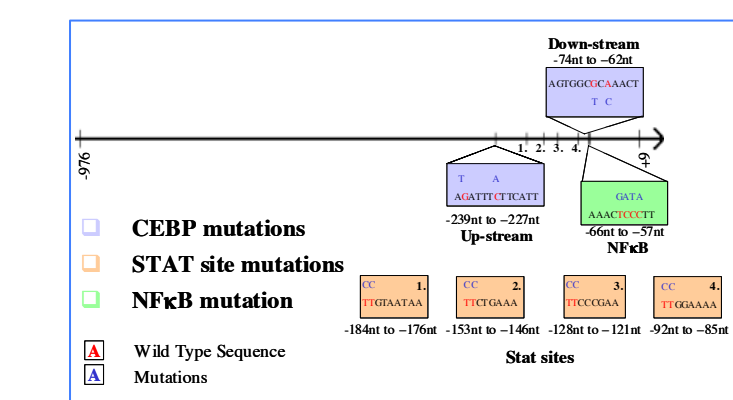 Down-stream
-74nt to –62nt
AGTGGCGCAAACT
T C
-976
1. 2. 3. 4.
+9
T A
AGATTTCTTCATT
-239nt to −227nt
Up-stream
GATA
AAACTCCCTT
-66nt to −57nt
NFκB
CEBP mutations
STAT site mutations
NFκB mutation
A Wild Type Sequence
A Mutations
CC 1.
TTGTAATAA
-184nt to −176nt
CC 2.
TTCTGAAA
-153nt to −146nt
CC 3.
TTCCCGAA
-128nt to −121nt
CC 4.
TTGGAAAA
-92nt to −85nt
Stat sites